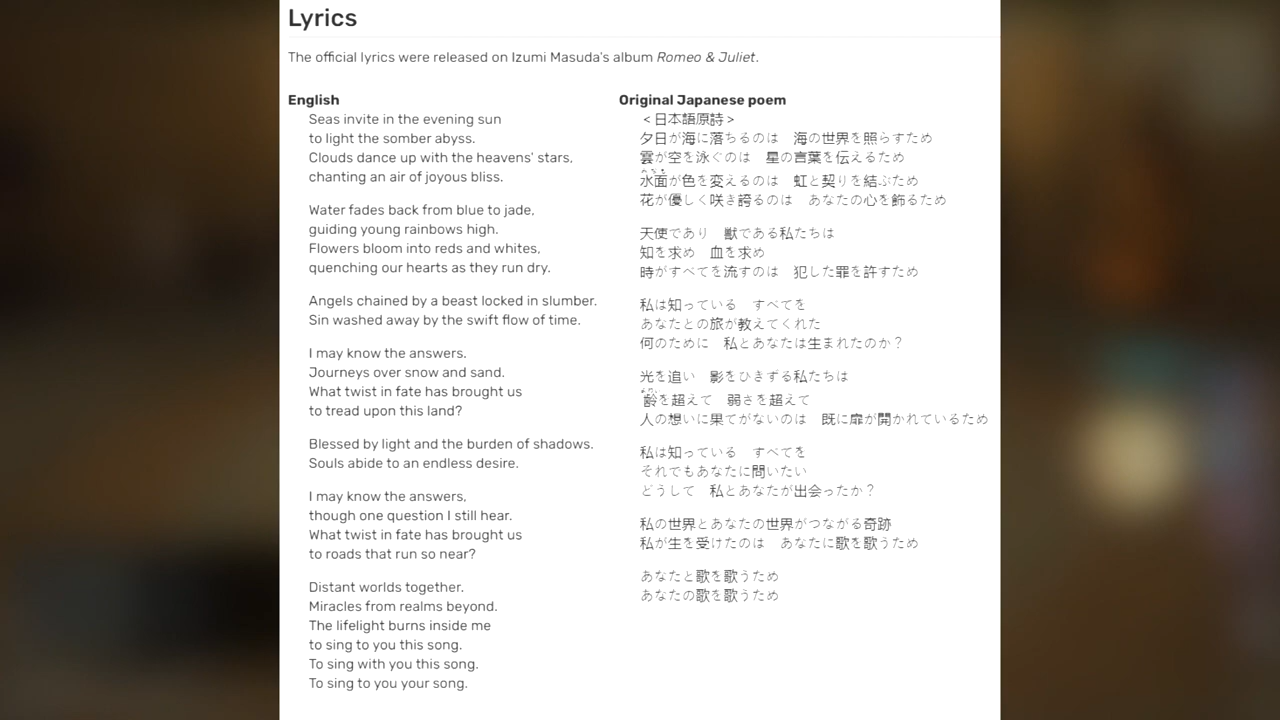 Lyrics
The official lyrics were released on Izumi Masuda's album Romeo & Juliet.
English
Seas invite in the evening sun
to light the somber abyss.
Clouds dance up with the heavens' stars,
chanting an air of joyous bliss.
Water fades back from blue to jade,
guiding young rainbows high.
Flowers bloom into reds and whites,
quenching our hearts as they run dry.
Angels chained by a beast locked in slumber.
Sin washed away by the swift flow of time.
I may know the answers.
Journeys over snow and sand.
What twist in fate has brought us
to tread upon this land?
Blessed by light and the burden of shadows.
Souls abide to an endless desire.
I may know the answers,
though one question I still hear.
What twist in fate has brought us
to roads that run so near?
Distant worlds together.
Miracles from realms beyond.
The lifelight burns inside me
to sing to you this song.
To sing with you this song.
To sing to you your song.
Original Japanese poem
＜日本語原詩＞
夕日が海に落ちるのは　海の世界を照らすため
雲が空を泳ぐのは　星の言葉を伝えるため
水面が色を変えるのは　虹と契りを結ぶため
花が優しく咲き誇るのは　あなたの心を飾るため
天使であり　獣である私たちは
知を求め　血を求め
時がすべてを流すのは　犯した罪を許すため
私は知っている　すべてを
あなたとの旅が教えてくれた
何のために　私とあなたは生まれたのか？
光を追い　影をひきずる私たちは
齢を超えて　弱さを超えて
人の想いに果てがないのは　既に扉が開かれているため
私は知っている　すべてを
それでもあなたに問いたい
どうして　私とあなたが出会ったか？
私の世界とあなたの世界がつながる奇跡
私が生を受けたのは　あなたに歌を歌うため
あなたと歌を歌うため
あなたの歌を歌うため